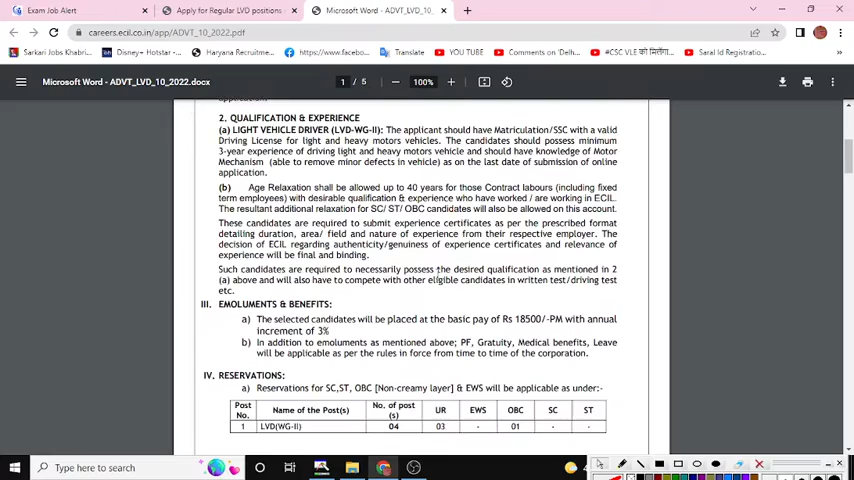 Exam Job Alert
Apply for Regular LVD positions
Microsoft Word - ADVT_LVD_10_
careers.ecil.co.in/app/ADVT_10_2022.pdf
Sarkari Jobs Khabri...
Disney+ Hotstar - ...
Haryana Recruitme...
https://www.facebo...
Translate
YOU TUBE
Comments on 'Delh...
#CSC VLE को मिलेगा...
Saral Id Registratio...
Microsoft Word - ADVT_LVD_10_2022.docx
1 / 5
100%
application.
2. QUALIFICATION & EXPERIENCE
(a) LIGHT VEHICLE DRIVER (LVD-WG-II): The applicant should have Matriculation/SSC with a valid
Driving License for light and heavy motors vehicles. The candidates should possess minimum
3-year experience of driving light and heavy motors vehicle and should have knowledge of Motor
Mechanism (able to remove minor defects in vehicle) as on the last date of submission of online
application.
(b) Age Relaxation shall be allowed up to 40 years for those Contract labours (including fixed
term employees) with desirable qualification & experience who have worked / are working in ECIL.
The resultant additional relaxation for SC/ ST/ OBC candidates will also be allowed on this account.
These candidates are required to submit experience certificates as per the prescribed format
detailing duration, area/ field and nature of experience from their respective employer. The
decision of ECIL regarding authenticity/genuiness of experience certificates and relevance of
experience will be final and binding.
Such candidates are required to necessarily possess the desired qualification as mentioned in 2
(a) above and will also have to compete with other eligible candidates in written test/driving test
etc.
III. EMOLUMENTS & BENEFITS:
a) The selected candidates will be placed at the basic pay of Rs 18500/-PM with annual
increment of 3%
b) In addition to emoluments as mentioned above; PF, Gratuity, Medical benefits, Leave
will be applicable as per the rules in force from time to time of the corporation.
IV. RESERVATIONS:
a) Reservations for SC,ST, OBC [Non-creamy layer] & EWS will be applicable as under:-
Post No. Name of the Post(s) No. of post (s) UR EWS OBC SC ST
1 LVD(WG-II) 04 03 - 01 - -
Type here to search